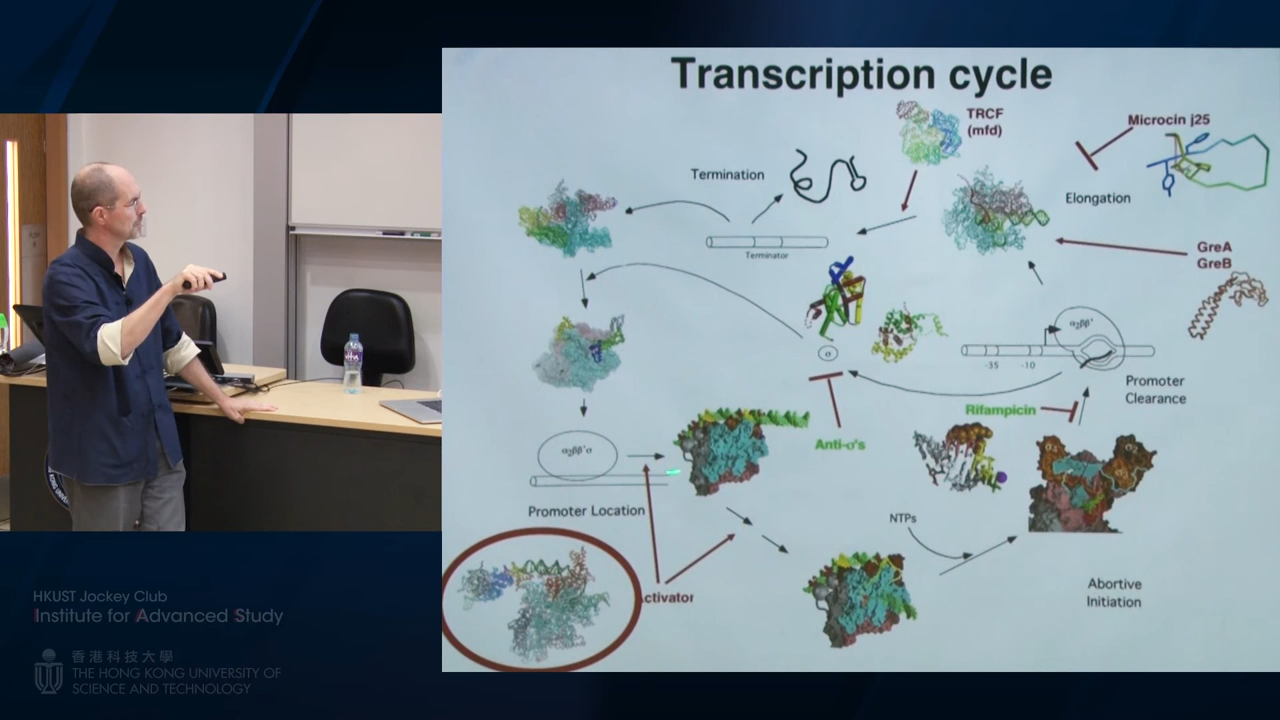 Transcription cycle
TRCF
(mfd)
Microcin j25
Termination
Elongation
Terminator
GreA
GreB
α₂ββ'
σ
-35
-10
Promoter
Clearance
Rifampicin
Anti-σ's
α₂ββ'σ
Promoter Location
NTPs
Activator
Abortive
Initiation
HKUST Jockey Club
Institute for Advanced Study
香港科技大學
THE HONG KONG UNIVERSITY OF
SCIENCE AND TECHNOLOGY